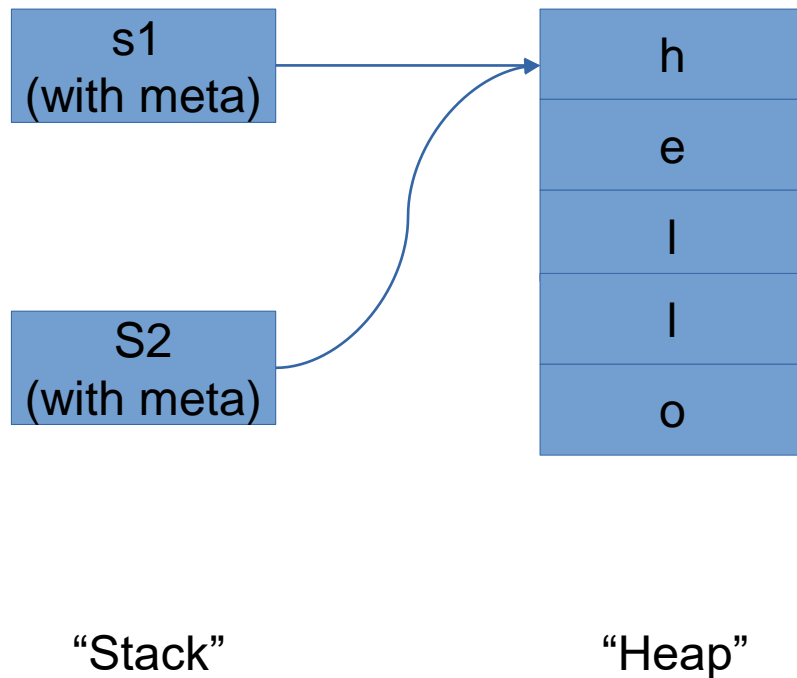 s1
(with meta)
S2
(with meta)
h
e
l
l
o
“Stack”
“Heap”